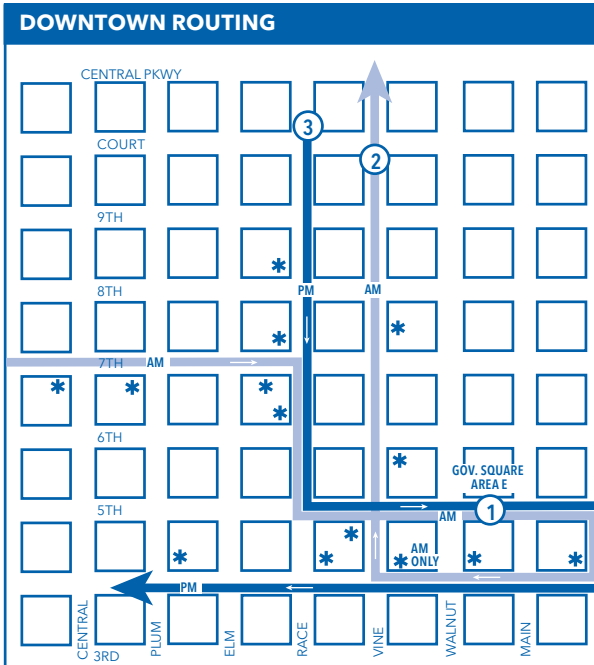 DOWNTOWN ROUTING
CENTRAL PKWY
3
COURT
2
9TH
8TH
PM
AM
7TH
AM
6TH
GOV. SQUARE
AREA E
5TH
1
AM
AM
ONLY
PM
CENTRAL
3RD
PLUM
ELM
RACE
VINE
WALNUT
MAIN